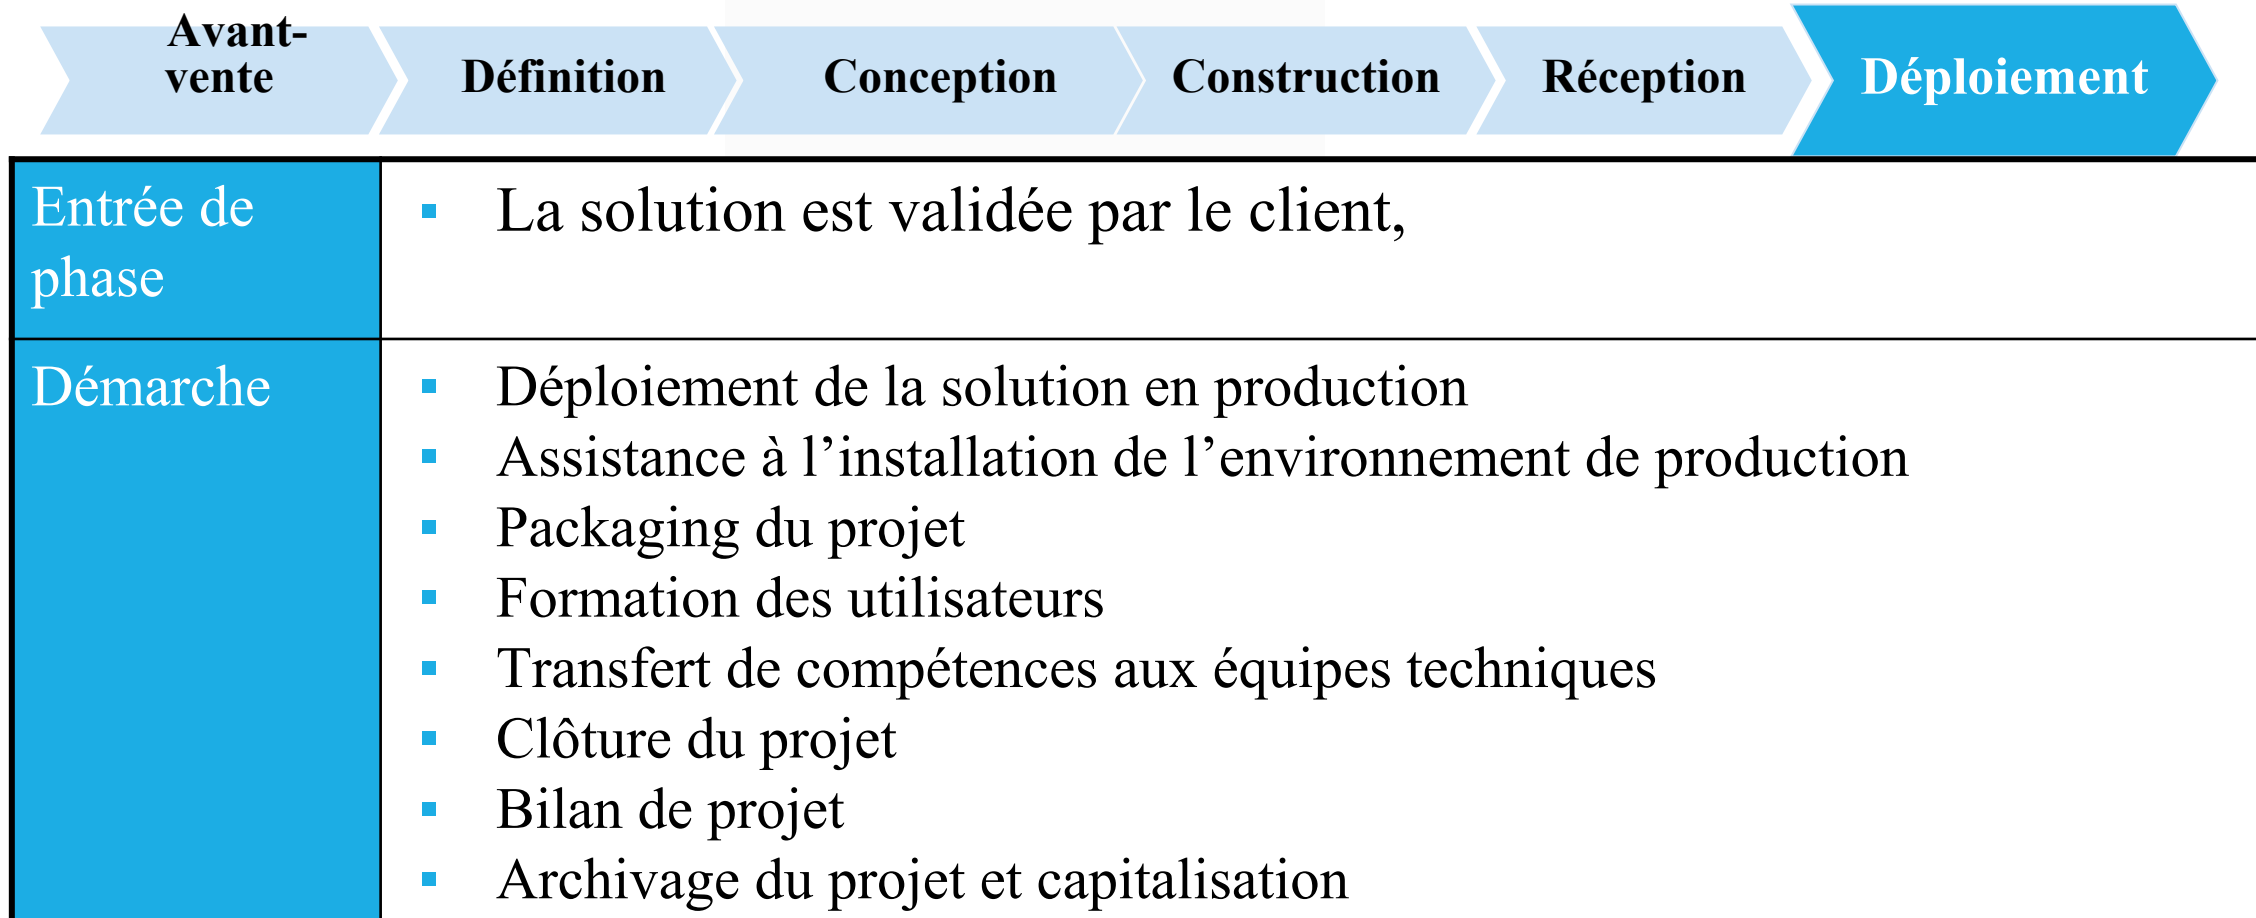 Avant-
vente
Définition
Conception
Construction
Réception
Déploiement
Entrée de
phase
La solution est validée par le client,
Démarche
Déploiement de la solution en production
Assistance à l’installation de l’environnement de production
Packaging du projet
Formation des utilisateurs
Transfert de compétences aux équipes techniques
Clôture du projet
Bilan de projet
Archivage du projet et capitalisation